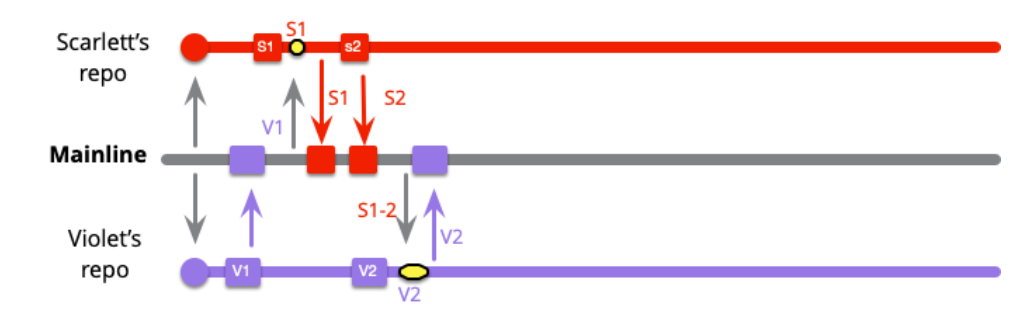 S1
Scarlett's
repo
S1
s2
S1
S2
V1
Mainline
S1-2
Violet's
repo
V2
V1
V2
V2